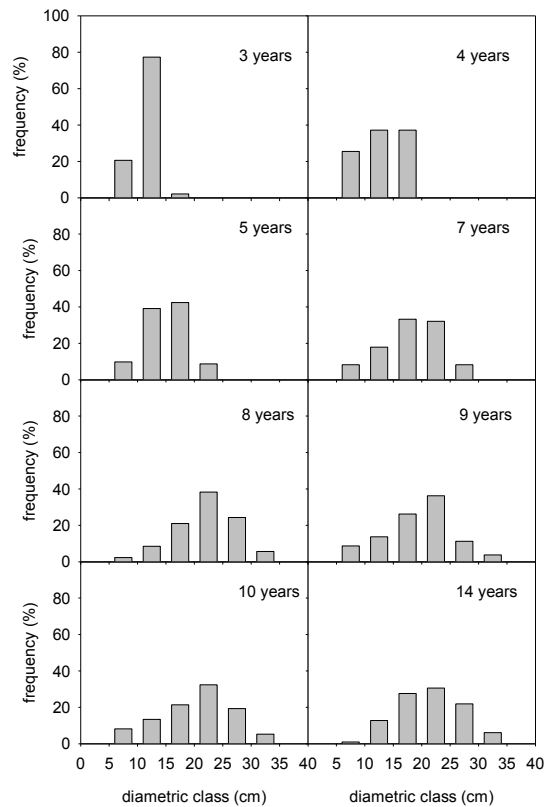 100
80
60
40
20
0
frequency (%)
3 years
4 years
80
60
40
20
0
frequency (%)
5 years
7 years
80
60
40
20
0
frequency (%)
8 years
9 years
80
60
40
20
0
frequency (%)
10 years
14 years
0 5 10 15 20 25 30 35 40 5 10 15 20 25 30 35 40
diametric class (cm) diametric class (cm)